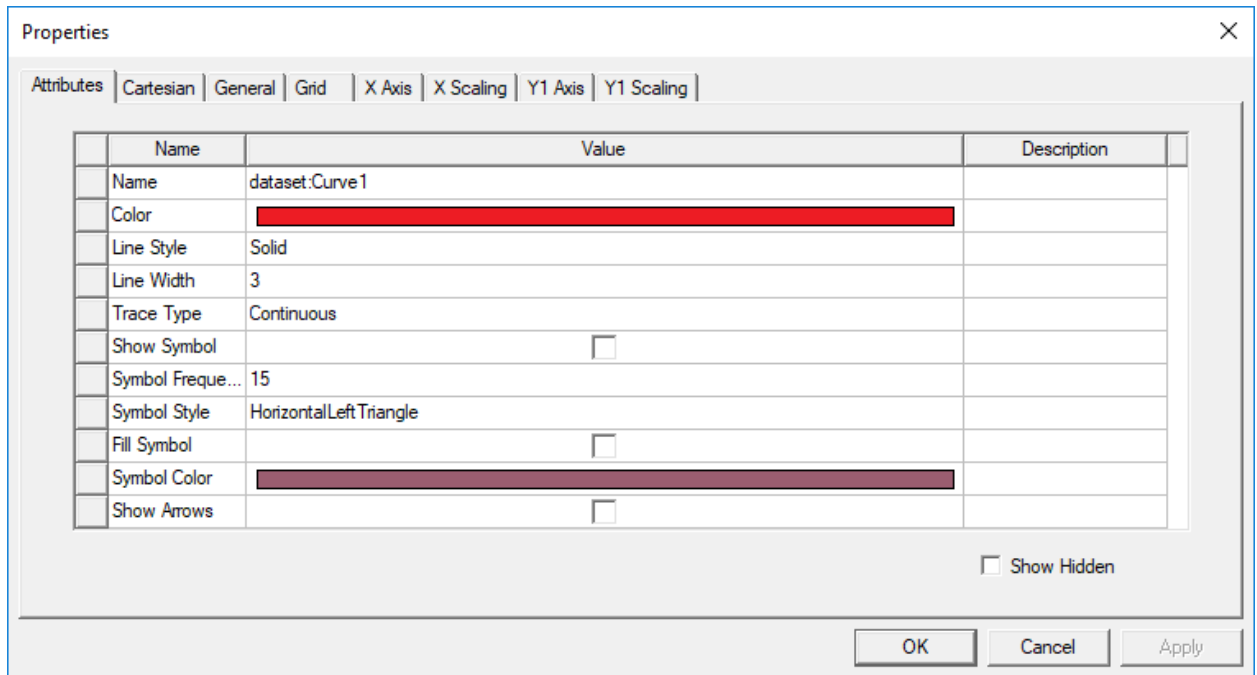 Properties
Attributes Cartesian General Grid X Axis X Scaling Y1 Axis Y1 Scaling
Name Value Description
Name dataset:Curve1
Color
Line Style Solid
Line Width 3
Trace Type Continuous
Show Symbol
Symbol Freque... 15
Symbol Style HorizontalLeftTriangle
Fill Symbol
Symbol Color
Show Arrows
Show Hidden
OK Cancel Apply